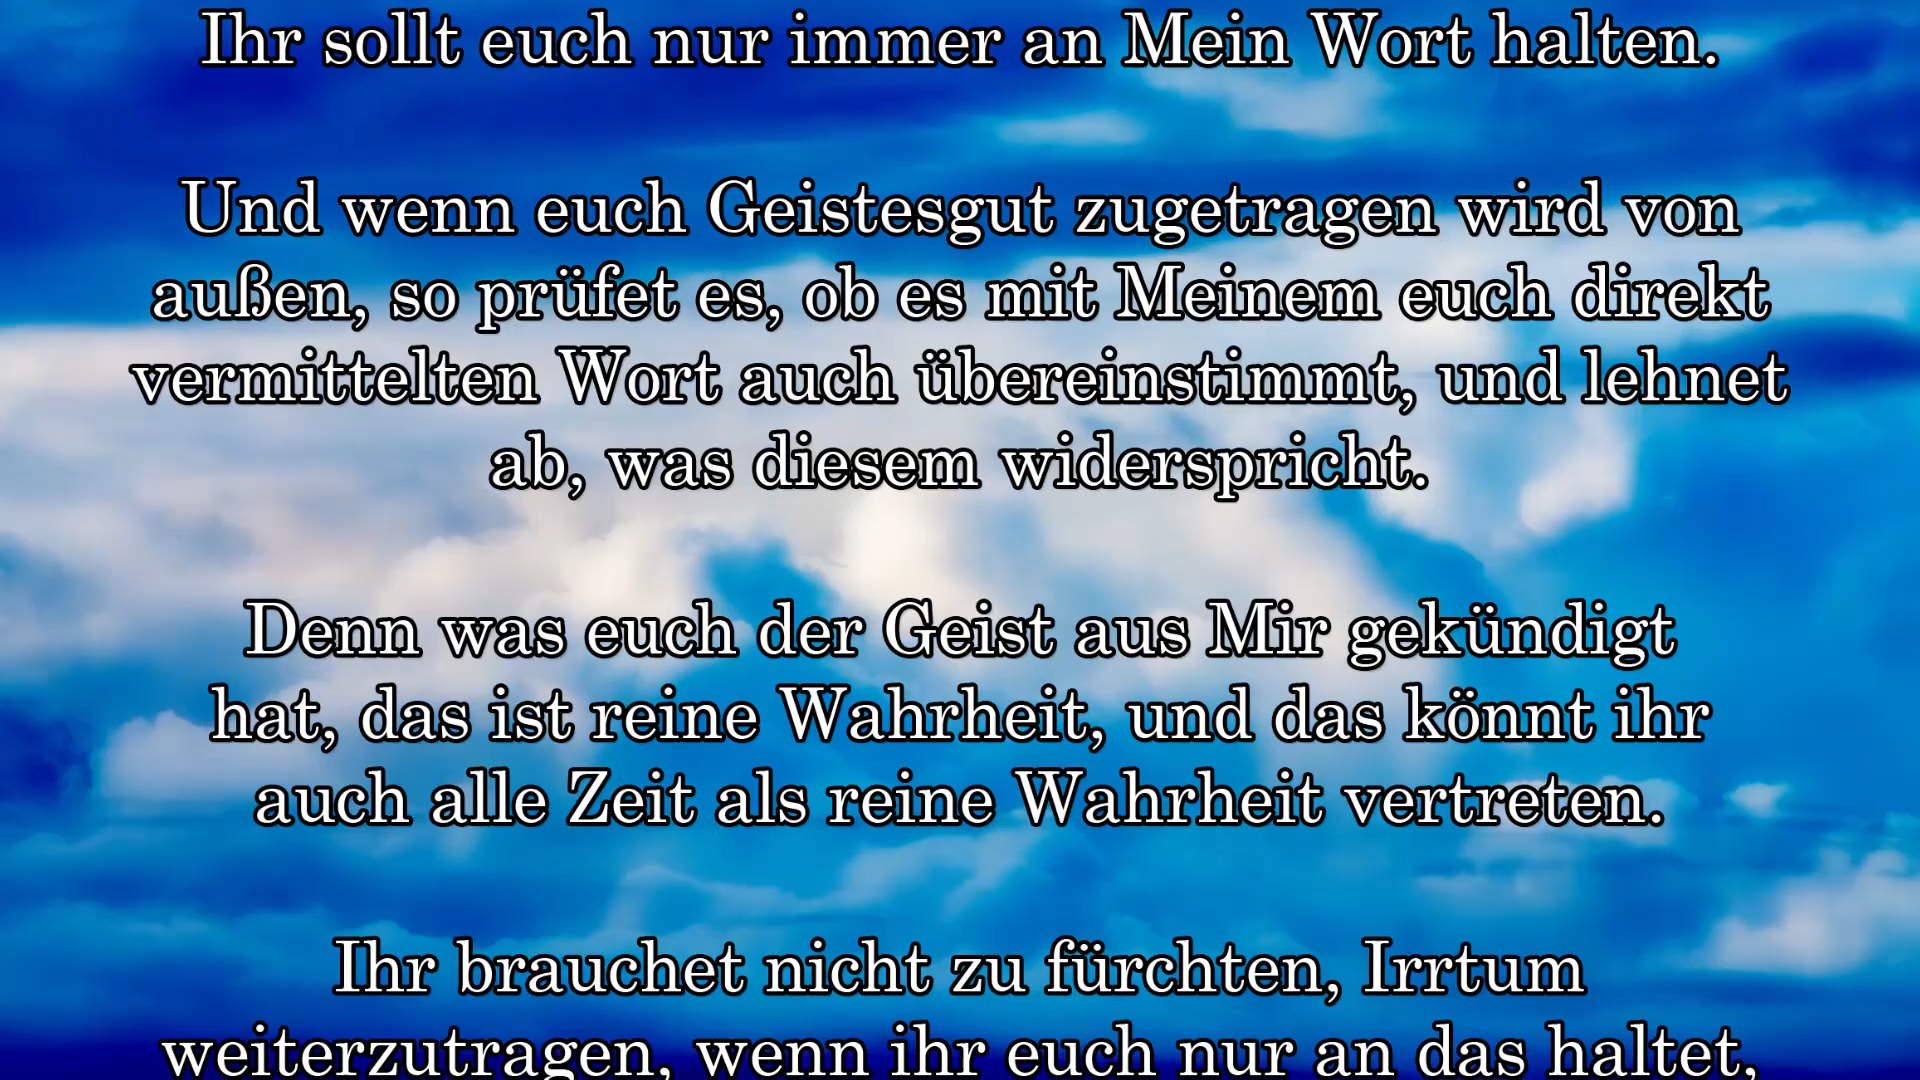 Ihr sollt euch nur immer an Mein Wort halten.
Und wenn euch Geistesgut zugetragen wird von
außen, so prüfet es, ob es mit Meinem euch direkt
vermittelten Wort auch übereinstimmt, und lehnet
ab, was diesem widerspricht.
Denn was euch der Geist aus Mir gekündigt
hat, das ist reine Wahrheit, und das könnt ihr
auch alle Zeit als reine Wahrheit vertreten.
Ihr brauchet nicht zu fürchten, Irrtum
weiterzutragen, wenn ihr euch nur an das haltet,